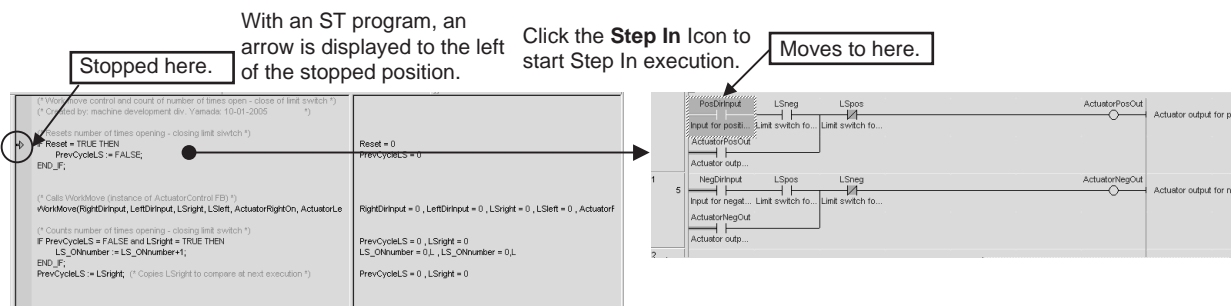 With an ST program, an
arrow is displayed to the left
of the stopped position.
Stopped here.
Click the Step In Icon to
start Step In execution.
Moves to here.
(* Workmove control and count of number of times open - close of limit switch *)
(* Created by: machine development div. Yamada: 10-01-2005 *)
(* Resets number of times opening - closing limit siwtch *)
IF Reset = TRUE THEN
PrevCycleLS := FALSE;
END_IF;
(* Calls WorkMove (instance of ActuatorControl FB) *)
WorkMove(RightDirInput, LeftDirInput, LSright, LSleft, ActuatorRightOn, ActuatorLe
(* Counts number of times opening - closing limit switch *)
IF PrevCycleLS = FALSE and LSright = TRUE THEN
LS_ONnumber := LS_ONnumber+1;
END_IF;
PrevCycleLS := LSright; (* Copies LSright to compare at next execution *)
Reset = 0
PrevCycleLS = 0
RightDirInput = 0 , LeftDirInput = 0 , LSright = 0 , LSleft = 0 , Actuatorf
PrevCycleLS = 0 , LSright = 0
LS_ONnumber = 0,L , LS_ONnumber = 0,L
PrevCycleLS = 0 , LSright = 0
PosDirInput LSneg LSpos ActuatorPosOut
Input for positi... Limit switch fo... Limit switch fo... Actuator output for p
ActuatorPosOut
Actuator outp...
1 5 NegDirInput LSpos LSneg ActuatorNegOut
Input for negat... Limit switch fo... Limit switch fo... Actuator output for n
ActuatorNegOut
Actuator outp...
2